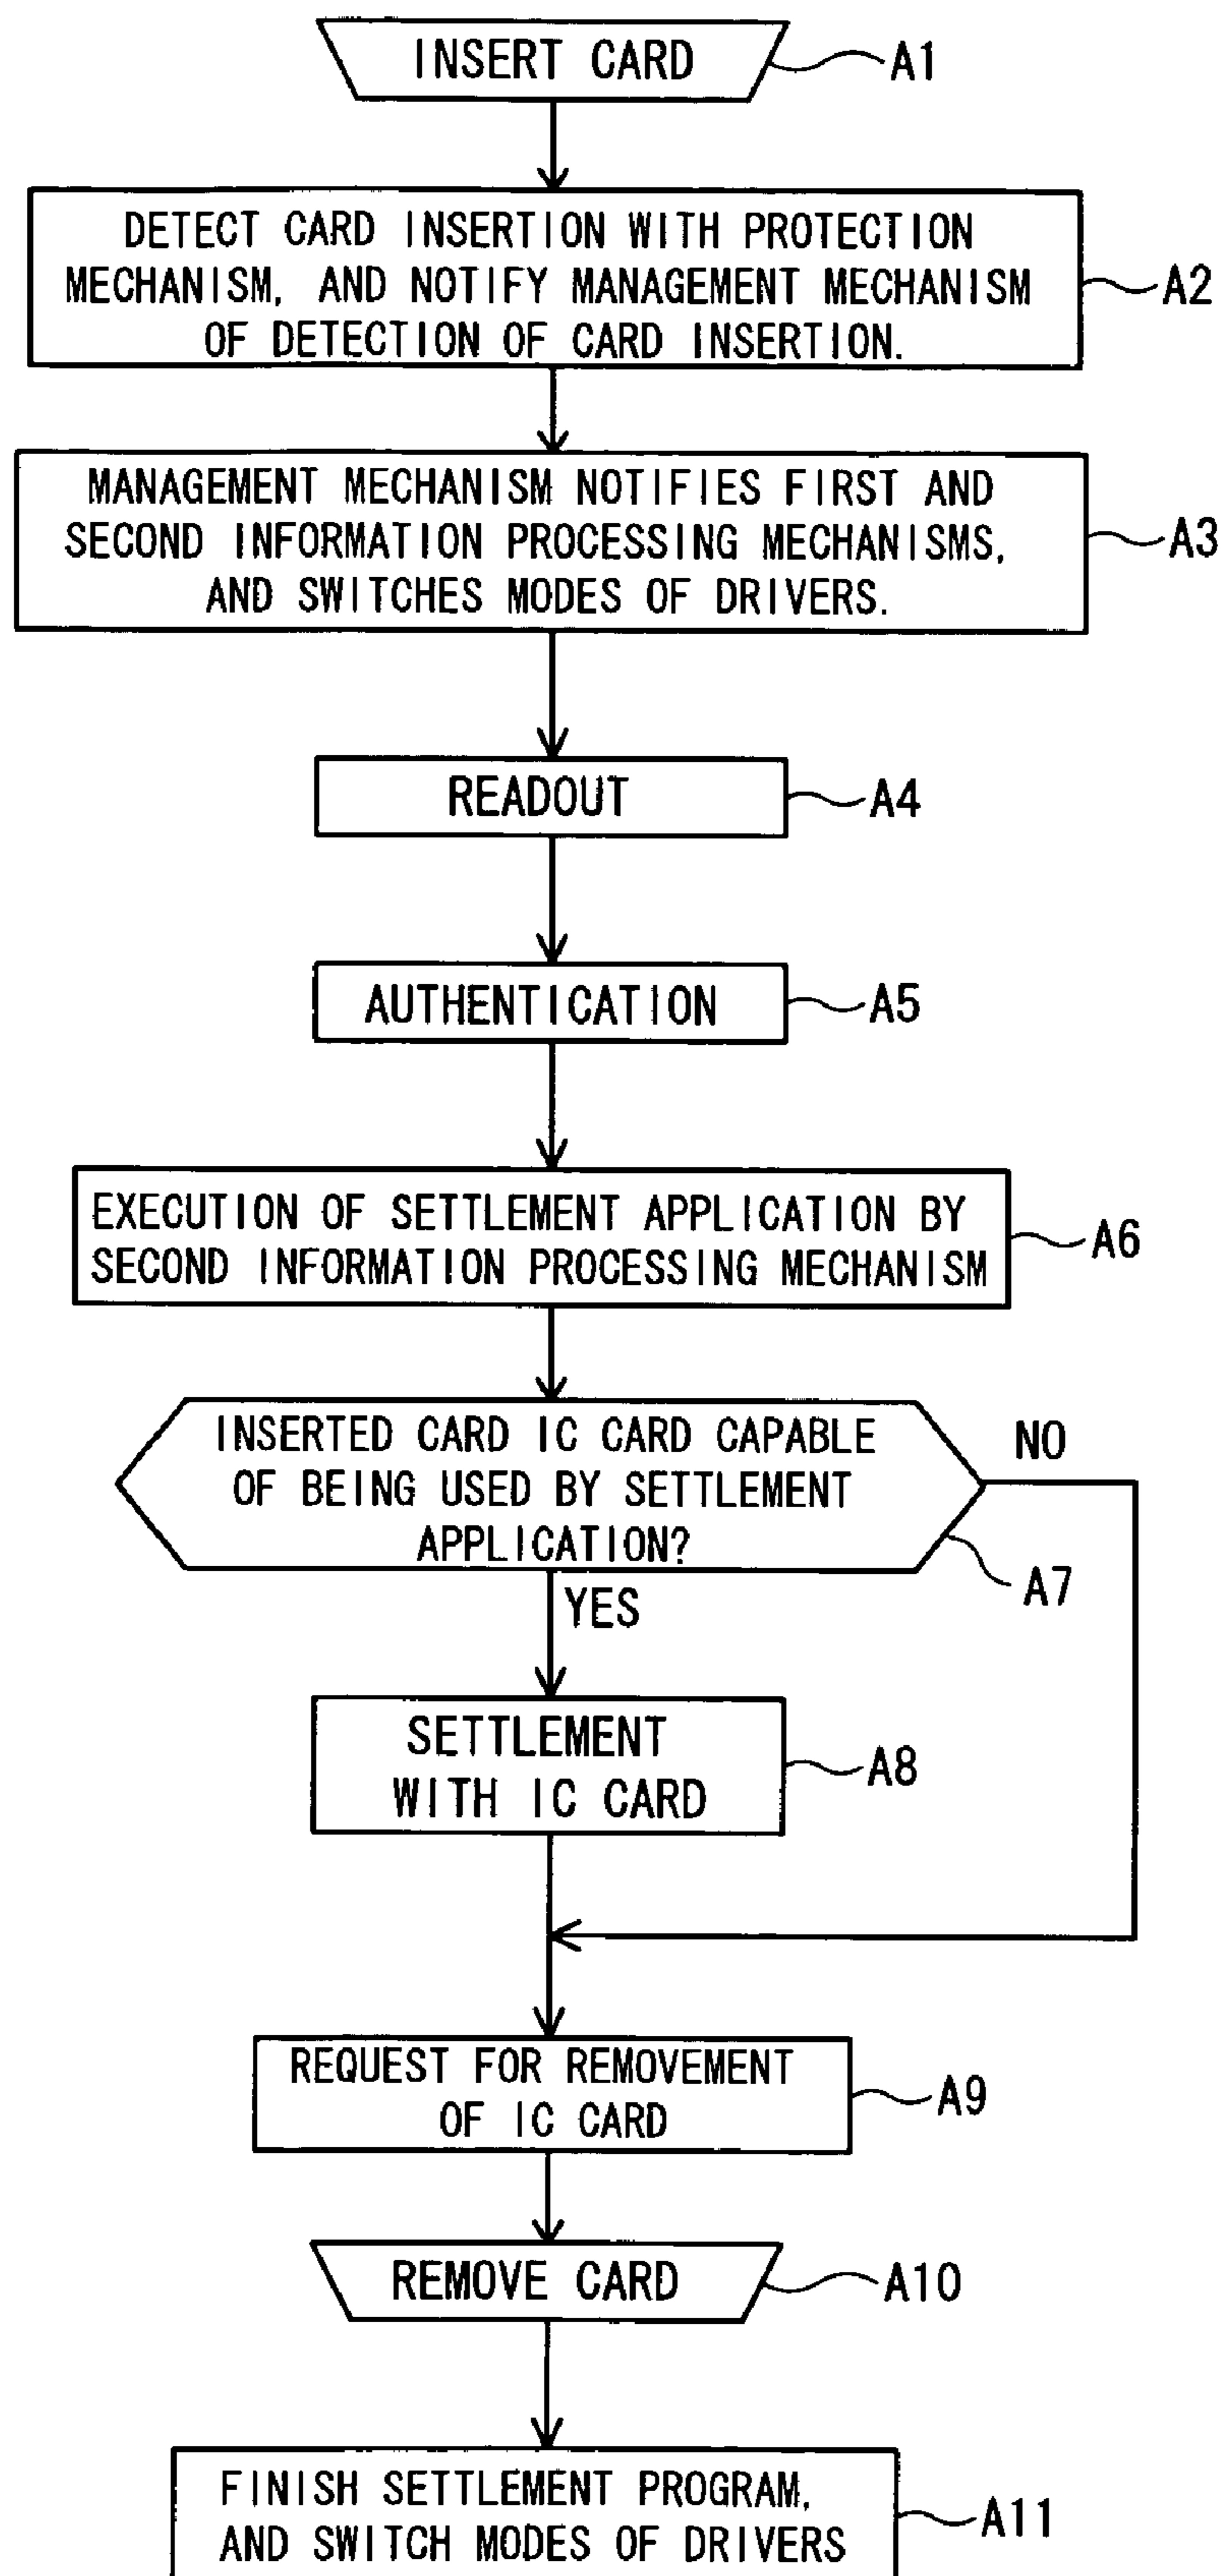 INSERT CARD
A1
DETECT CARD INSERTION WITH PROTECTION
MECHANISM, AND NOTIFY MANAGEMENT MECHANISM
OF DETECTION OF CARD INSERTION.
A2
MANAGEMENT MECHANISM NOTIFIES FIRST AND
SECOND INFORMATION PROCESSING MECHANISMS,
AND SWITCHES MODES OF DRIVERS.
A3
READOUT
A4
AUTHENTICATION
A5
EXECUTION OF SETTLEMENT APPLICATION BY
SECOND INFORMATION PROCESSING MECHANISM
A6
INSERTED CARD IC CARD CAPABLE
OF BEING USED BY SETTLEMENT
APPLICATION?
NO
A7
YES
SETTLEMENT
WITH IC CARD
A8
REQUEST FOR REMOVEMENT
OF IC CARD
A9
REMOVE CARD
A10
FINISH SETTLEMENT PROGRAM,
AND SWITCH MODES OF DRIVERS
A11